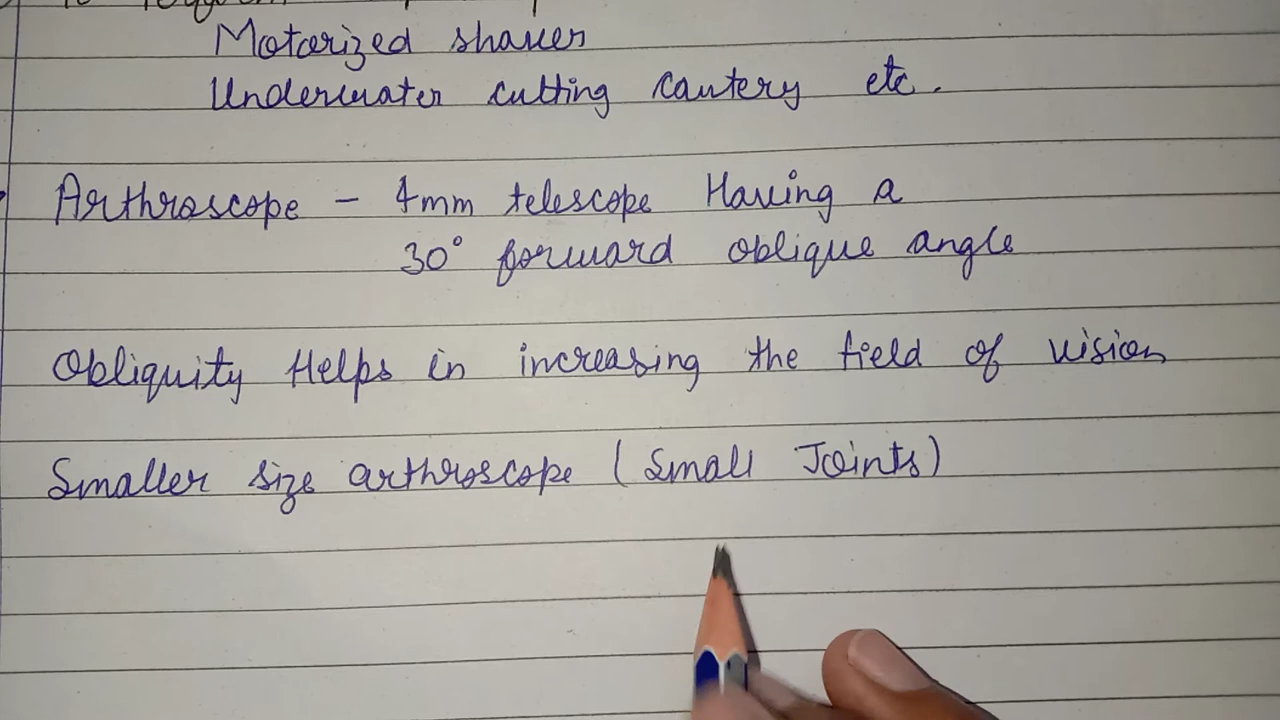 Motorized shaver
Underwater cutting cautery etc.
Arthroscope - 4mm telescope Having a
30° forward oblique angle
Obliquity Helps in increasing the field of vision
Smaller size arthroscope (Small Joints)